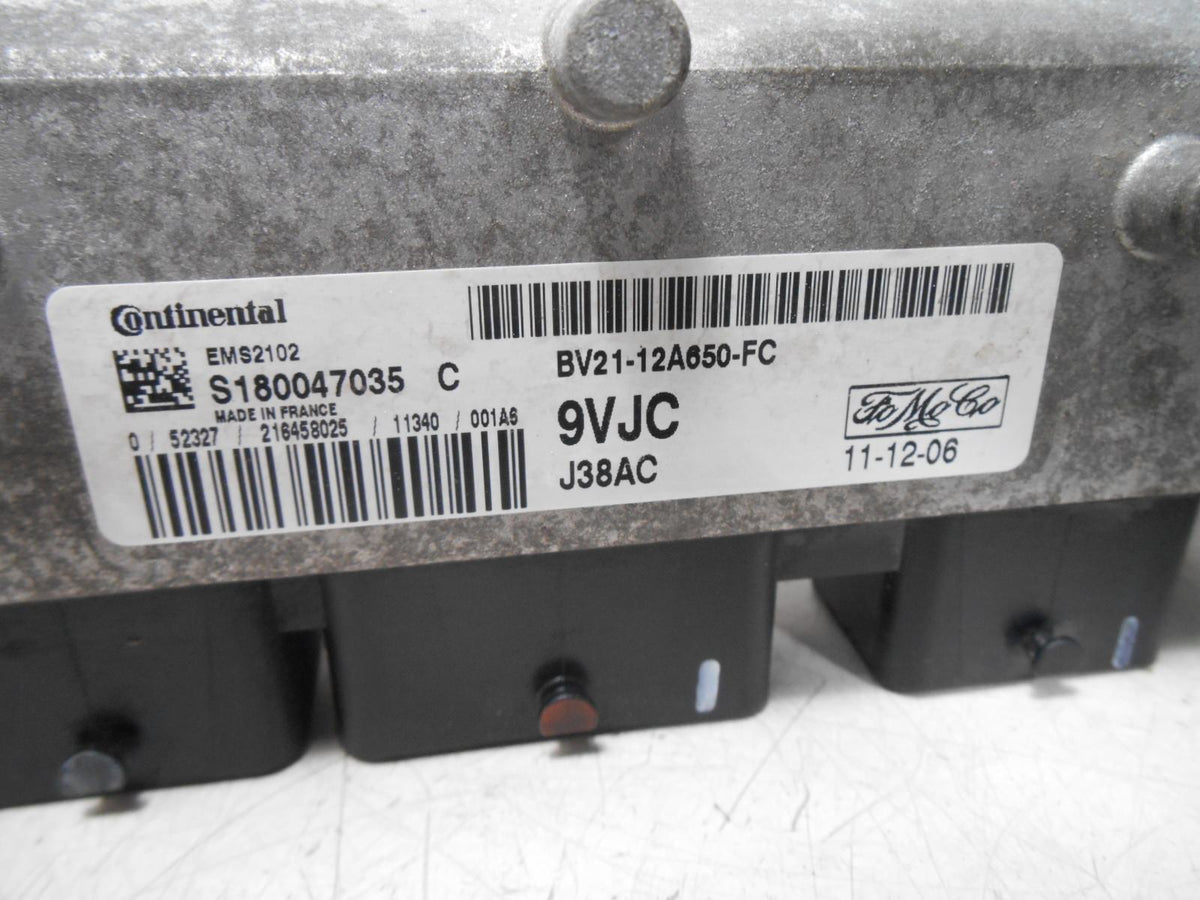 Continental
EMS2102
S180047035 C
MADE IN FRANCE
0 / 52327 / 216458025 / 11340 / 001A6
BV21-12A650-FC
9VJC
J38AC
FoMoCo
11-12-06